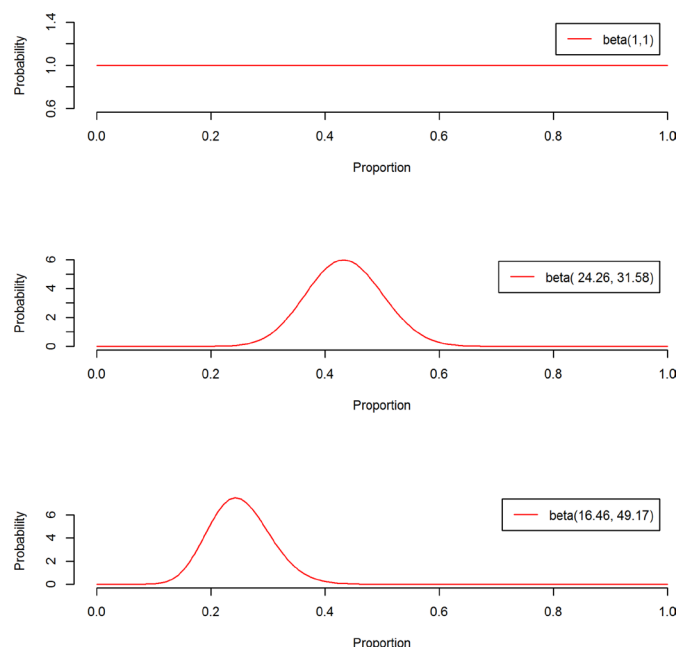 1.4
1.0
0.6
Probability
beta(1,1)
0.0 0.2 0.4 0.6 0.8 1.0
Proportion
6
4
2
0
Probability
beta( 24.26, 31.58)
0.0 0.2 0.4 0.6 0.8 1.0
Proportion
6
4
2
0
Probability
beta(16.46, 49.17)
0.0 0.2 0.4 0.6 0.8 1.0
Proportion